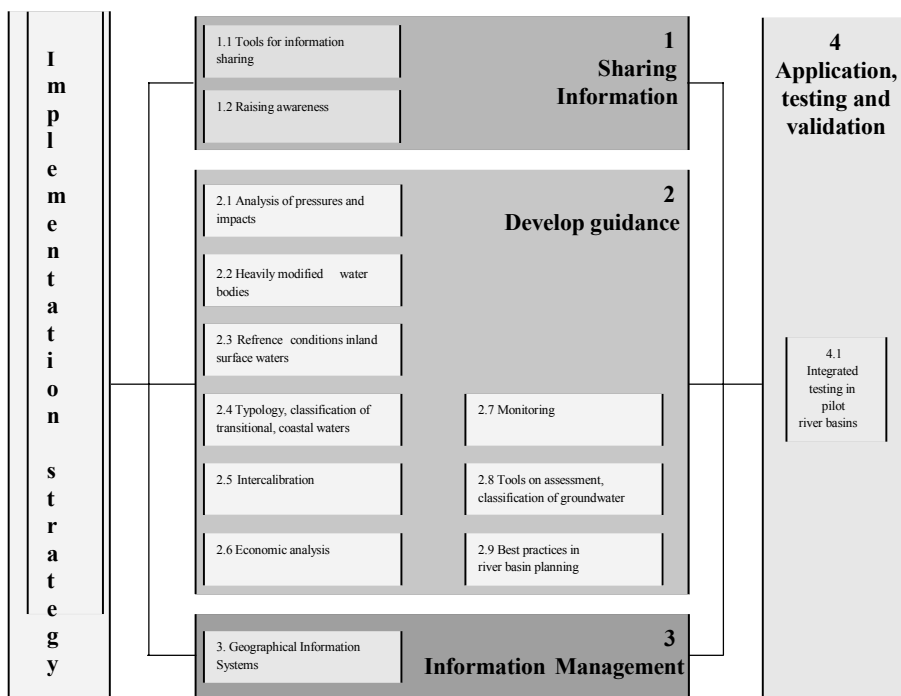 Implementation strategy
1.1 Tools for information
sharing
1.2 Raising awareness
1
Sharing
Information
2.1 Analysis of pressures and
impacts
2.2 Heavily modified water
bodies
2.3 Refrence conditions inland
surface waters
2.4 Typology, classification of
transitional, coastal waters
2.5 Intercalibration
2.6 Economic analysis
2
Develop guidance
2.7 Monitoring
2.8 Tools on assessment,
classification of groundwater
2.9 Best practices in
river basin planning
3. Geographical Information
Systems
3
Information Management
4
Application,
testing and
validation
4.1
Integrated
testing in
pilot
river basins